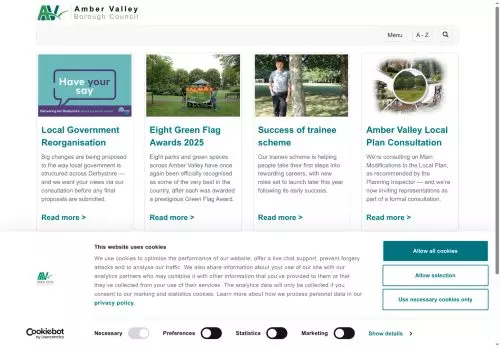 Amber Valley
Borough Council
Menu
A - Z
Have your
say
Local Government
Reorganisation
Big changes are being proposed
to the way local government is
structured across Derbyshire —
and we want your views via our
consultation before any final
proposals are submitted.
Read more >
Eight Green Flag
Awards 2025
Eight parks and green spaces
across Amber Valley have once
again been officially recognised
as some of the very best in the
country, after each was awarded
a prestigious Green Flag Award.
Read more >
Success of trainee
scheme
Our trainee scheme is helping
people take their first steps into
rewarding careers, with new
roles set to launch later this year
following its early success.
Read more >
Amber Valley Local
Plan Consultation
We're consulting on Main
Modifications to the Local Plan,
as recommended by the
Planning Inspector — and we're
now inviting representations as
part of a formal consultation.
Read more >
This website uses cookies
We use cookies to optimise the performance of our website, offer a live chat support, prevent forgery
attacks and to analyse our traffic. We also share information about your use of our site with our
analytics partners who may combine it with other information that you've provided to them or that
they've collected from your use of their services. The analytics data will only be collected if you
consent to our marketing and statistics cookies. Learn more about how we process personal data in our
privacy policy.
Allow all cookies
Allow selection
Use necessary cookies only
Cookiebot
by Usercentrics
Necessary
Preferences
Statistics
Marketing
Show details >